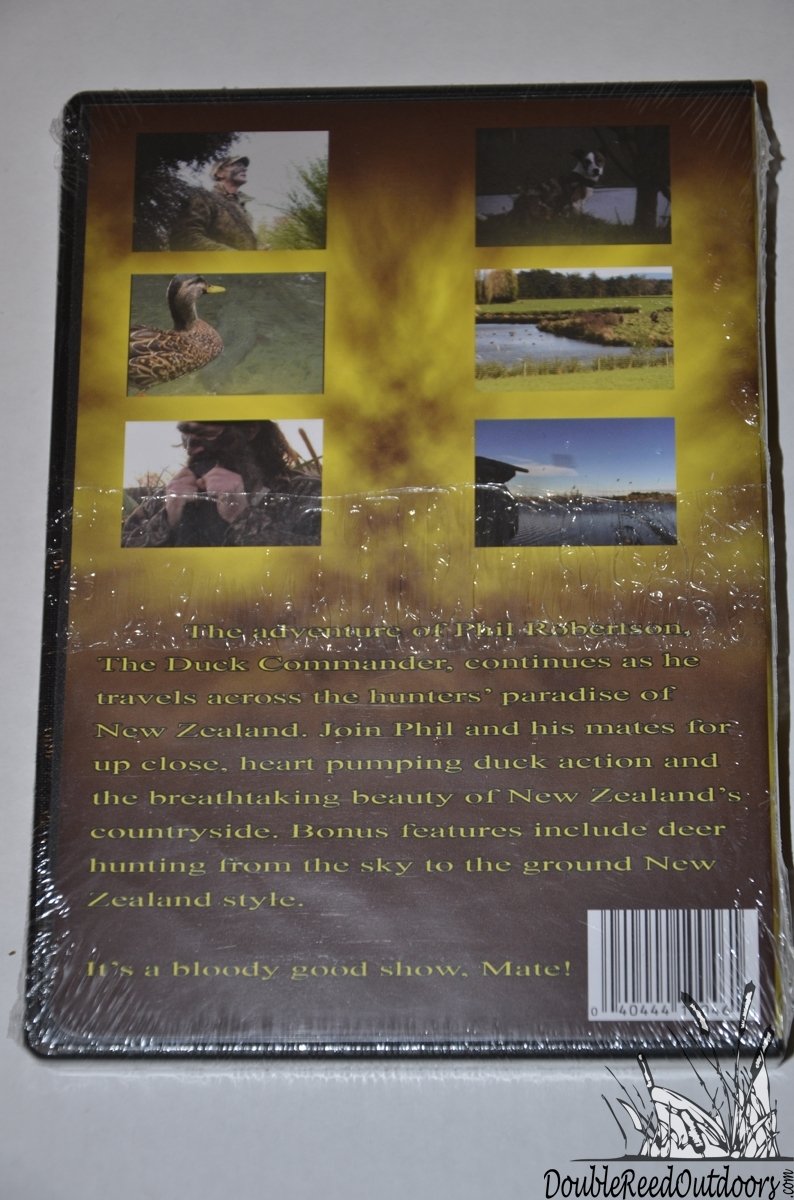 The adventure of Phil Robertson,
The Duck Commander, continues as he
travels across the hunters' paradise of
New Zealand. Join Phil and his mates for
up close, heart pumping duck action and
the breathtaking beauty of New Zealand's
countryside. Bonus features include deer
hunting from the sky to the ground New
Zealand style.
It's a bloody good show, Mate!
0 40444
DoubleReedOutdoors.com